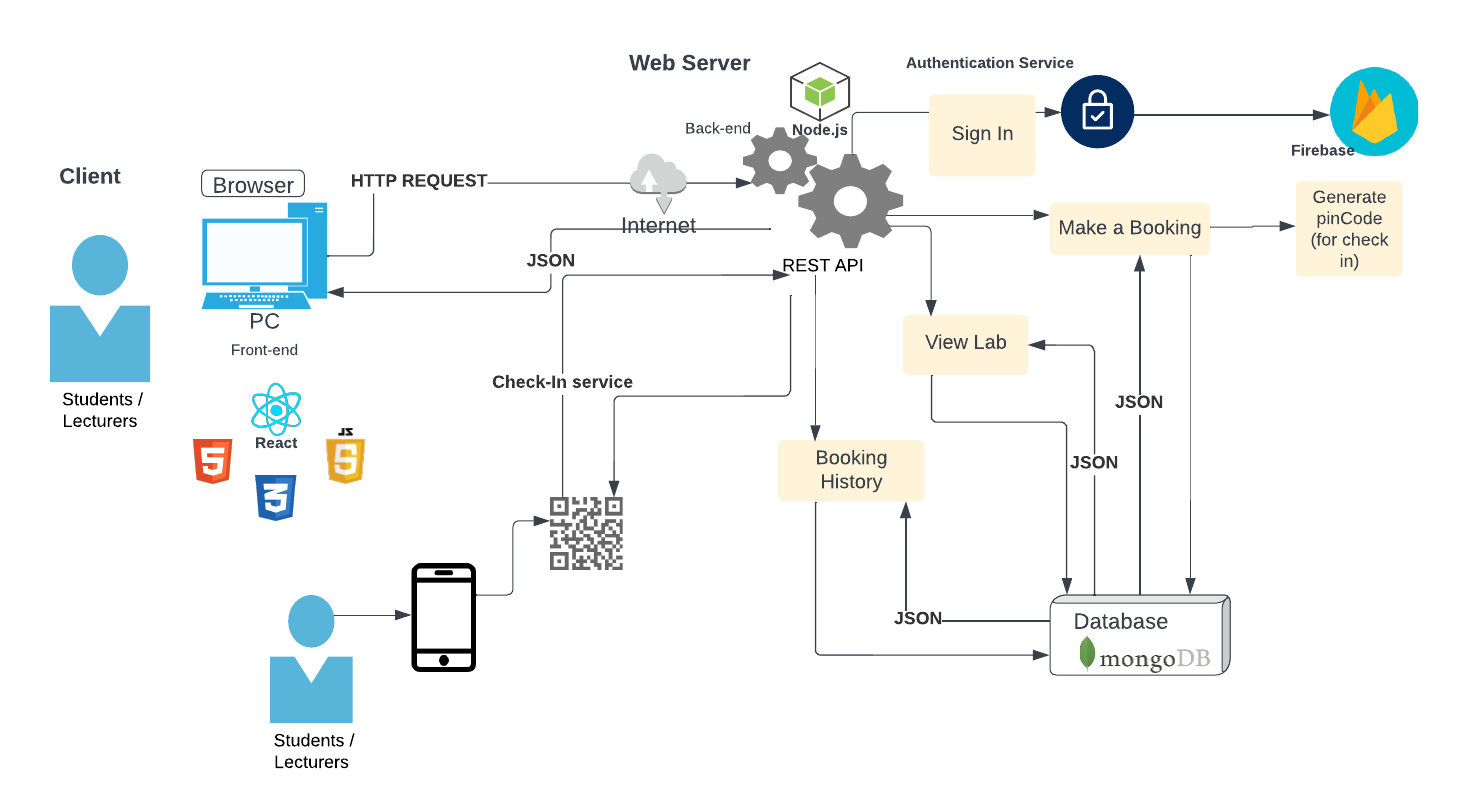 Web Server
Authentication Service
Back-end
Node.js
Sign In
Firebase
Client
Browser
HTTP REQUEST
Internet
Make a Booking
Generate
pinCode
(for check
in)
JSON
REST API
PC
Front-end
View Lab
Students /
Lecturers
Check-In service
JSON
React
JS
5
5
3
Booking
History
JSON
JSON
Database
mongoDB
Students /
Lecturers